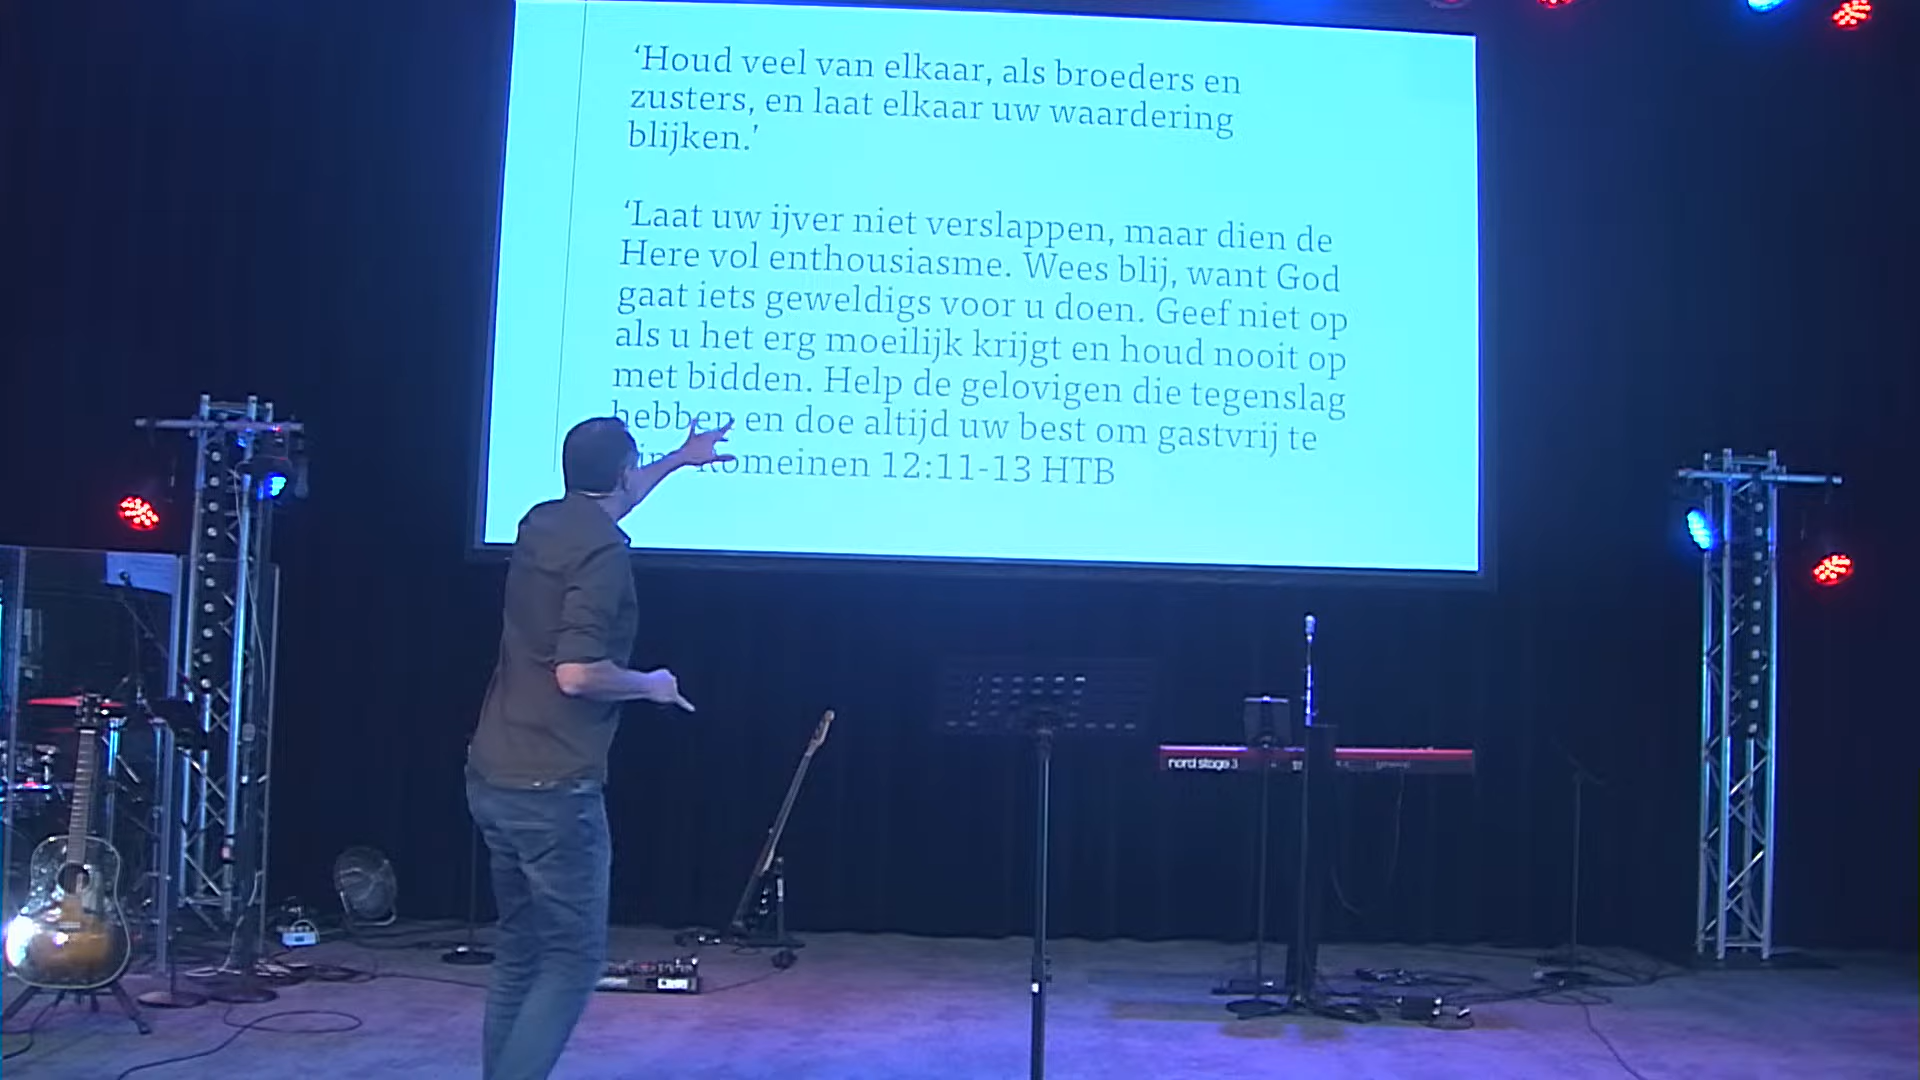 ‘Houd veel van elkaar, als broeders en
zusters, en laat elkaar uw waardering
blijken.’
‘Laat uw ijver niet verslappen, maar dien de
Here vol enthousiasme. Wees blij, want God
gaat iets geweldigs voor u doen. Geef niet op
als u het erg moeilijk krijgt en houd nooit op
met bidden. Help de gelovigen die tegenslag
hebben en doe altijd uw best om gastvrij te
Romeinen 12:11-13 HTB
nord stage 3